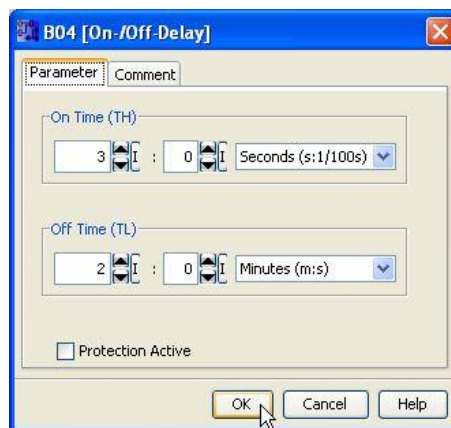 B04 [On-/Off-Delay]
Parameter Comment
On Time (TH)
3 : 0 Seconds (s:1/100s)
Off Time (TL)
2 : 0 Minutes (m:s)
Protection Active
OK Cancel Help